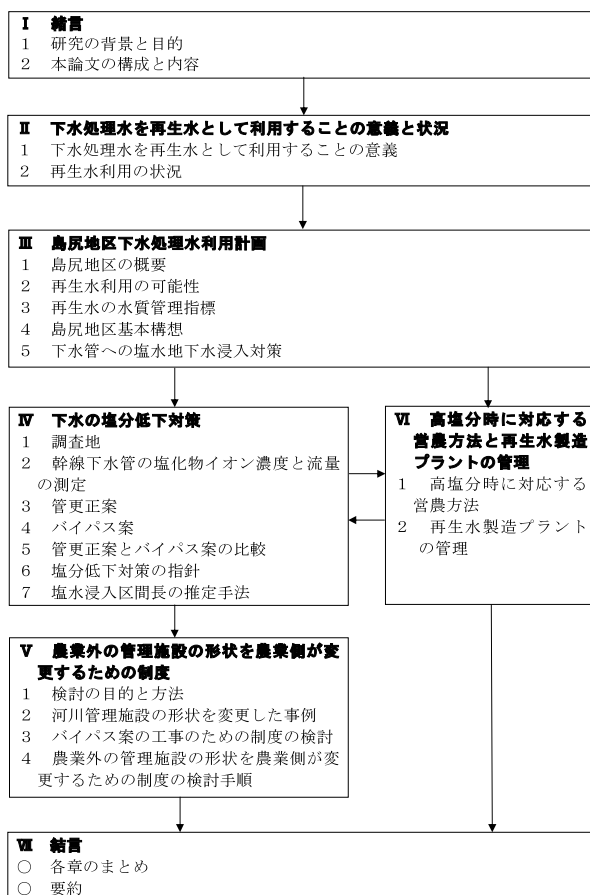 Ⅰ 緒言
1 研究の背景と目的
2 本論文の構成と内容
Ⅱ 下水処理水を再生水として利用することの意義と状況
1 下水処理水を再生水として利用することの意義
2 再生水利用の状況
Ⅲ 島尻地区下水処理水利用計画
1 島尻地区の概要
2 再生水利用の可能性
3 再生水の水質管理指標
4 島尻地区基本構想
5 下水管への塩水地下水浸入対策
Ⅳ 下水の塩分低下対策
1 調査地
2 幹線下水管の塩化物イオン濃度と流量
の測定
3 管更正案
4 バイパス案
5 管更正案とバイパス案の比較
6 塩分低下対策の指針
7 塩水浸入区間長の推定手法
Ⅵ 高塩分時に対応する
営農方法と再生水製造
プラントの管理
1 高塩分時に対応する
営農方法
2 再生水製造プラント
の管理
Ⅴ 農業外の管理施設の形状を農業側が変
更するための制度
1 検討の目的と方法
2 河川管理施設の形状を変更した事例
3 バイパス案の工事のための制度の検討
4 農業外の管理施設の形状を農業側が変
更するための制度の検討手順
Ⅶ 結言
○ 各章のまとめ
○ 要約